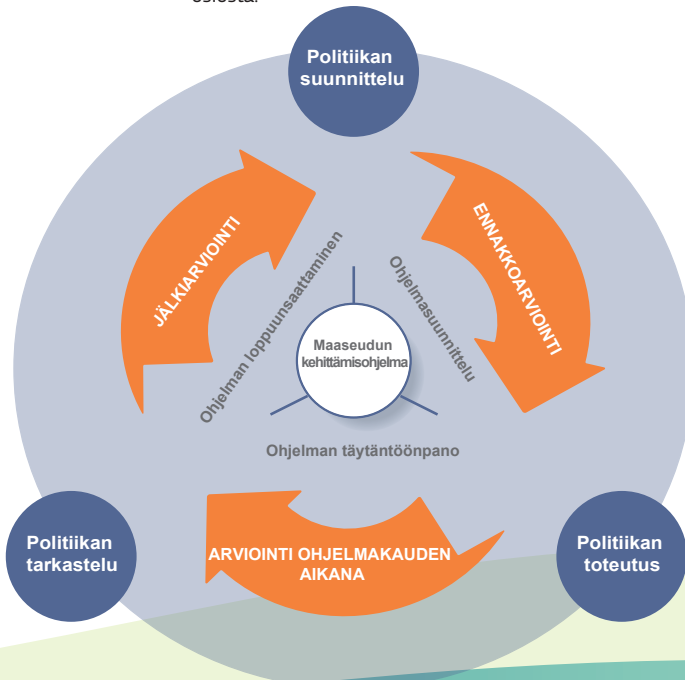 Politiikan
suunnittelu
ENNAKKOARVIOINTI
JÄLKIARVIOINTI
Ohjelman loppuunsaattaminen
Ohjelmasuunnittelu
Maaseudun
kehittämisohjelma
Ohjelman täytäntöönpano
Politiikan
tarkastelu
ARVIOINTI OHJELMAKAUDEN
AIKANA
Politiikan
toteutus